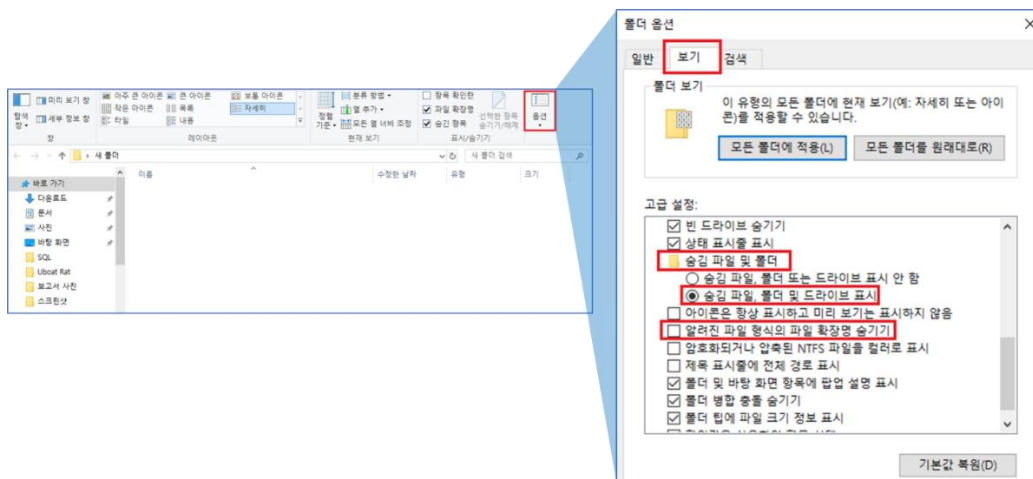 폴더 옵션
일반 보기 검색
폴더 보기
이 유형의 모든 폴더에 현재 보기(예: 자세히 또는 아이
콘)를 적용할 수 있습니다.
모든 폴더에 적용(L) 모든 폴더를 원래대로(R)
고급 설정:
빈 드라이브 숨기기
상태 표시줄 표시
숨김 파일 및 폴더
숨김 파일, 폴더 또는 드라이브 표시 안 함
숨김 파일, 폴더 및 드라이브 표시
아이콘은 항상 표시하고 미리 보기는 표시하지 않음
알려진 파일 형식의 파일 확장명 숨기기
암호화되거나 압축된 NTFS 파일을 컬러로 표시
제목 표시줄에 전체 경로 표시
폴더 및 바탕 화면 항목에 팝업 설명 표시
폴더 병합 충돌 숨기기
폴더 팁에 파일 크기 정보 표시
기본값 복원(D)
탐색
창
미리 보기 창
세부 정보 창
창
아주 큰 아이콘 큰 아이콘 보통 아이콘
작은 아이콘 목록 자세히
타일 내용
레이아웃
정렬
기준
분류 방법
열 추가
모든 열 너비 조정
현재 보기
항목 확인란
파일 확장명
숨긴 항목
선택한 항목
숨기기/해제
표시/숨기기
옵션
새 폴더
새 폴더 검색
이름 수정한 날짜 유형 크기
바로 가기
다운로드
문서
사진
바탕 화면
SQL
Uboat Rat
보고서 사진
스크린샷